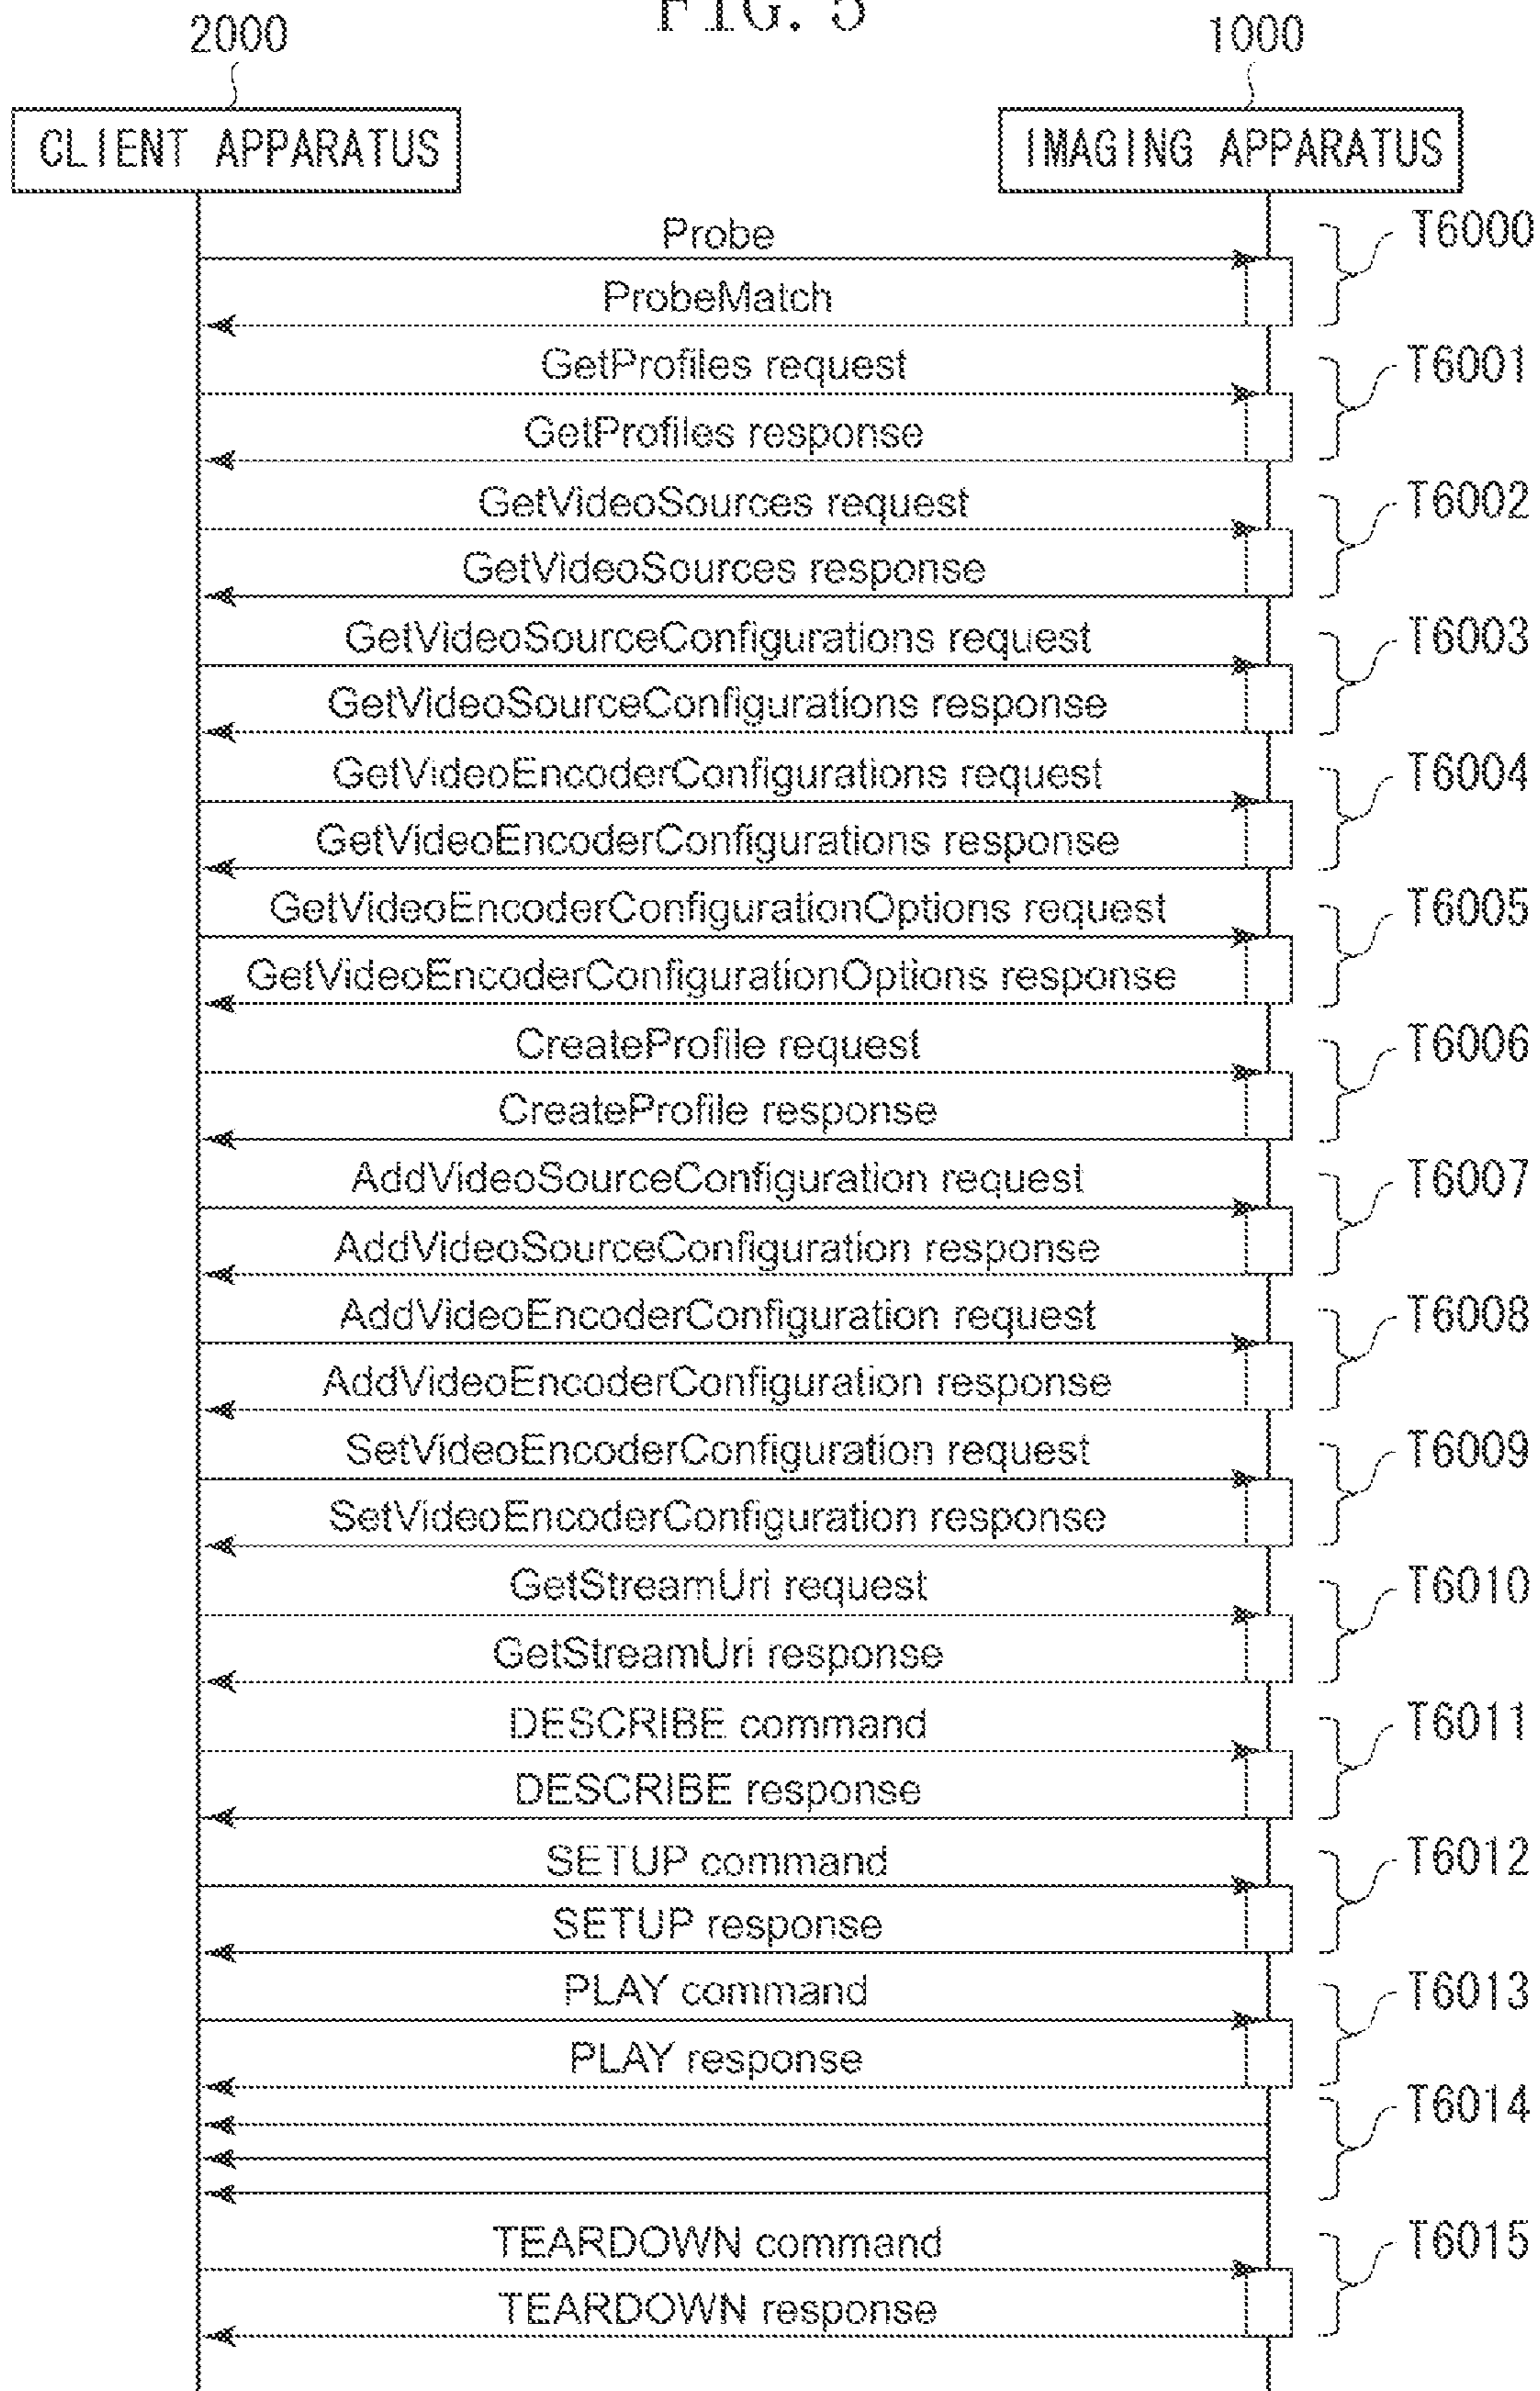 FIG. 5
2000
1000
CLIENT APPARATUS
IMAGING APPARATUS
Probe
T6000
ProbeMatch
GetProfiles request
T6001
GetProfiles response
GetVideoSources request
T6002
GetVideoSources response
GetVideoSourceConfigurations request
T6003
GetVideoSourceConfigurations response
GetVideoEncoderConfigurations request
T6004
GetVideoEncoderConfigurations response
GetVideoEncoderConfigurationOptions request
T6005
GetVideoEncoderConfigurationOptions response
CreateProfile request
T6006
CreateProfile response
AddVideoSourceConfiguration request
T6007
AddVideoSourceConfiguration response
AddVideoEncoderConfiguration request
T6008
AddVideoEncoderConfiguration response
SetVideoEncoderConfiguration request
T6009
SetVideoEncoderConfiguration response
GetStreamUri request
T6010
GetStreamUri response
DESCRIBE command
T6011
DESCRIBE response
SETUP command
T6012
SETUP response
PLAY command
T6013
PLAY response
T6014
TEARDOWN command
T6015
TEARDOWN response